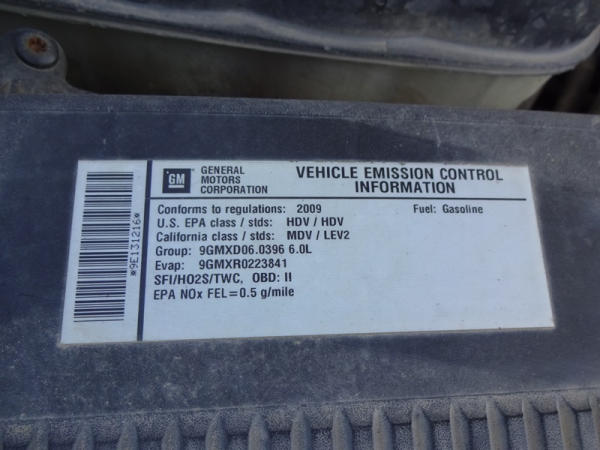 *9E131216*
GM
GENERAL
MOTORS
CORPORATION
VEHICLE EMISSION CONTROL
INFORMATION
Conforms to regulations: 2009 Fuel: Gasoline
U.S. EPA class / stds: HDV / HDV
California class / stds: MDV / LEV2
Group: 9GMXD06.0396 6.0L
Evap: 9GMXR0223841
SFI/HO2S/TWC, OBD: II
EPA NOx FEL=0.5 g/mile